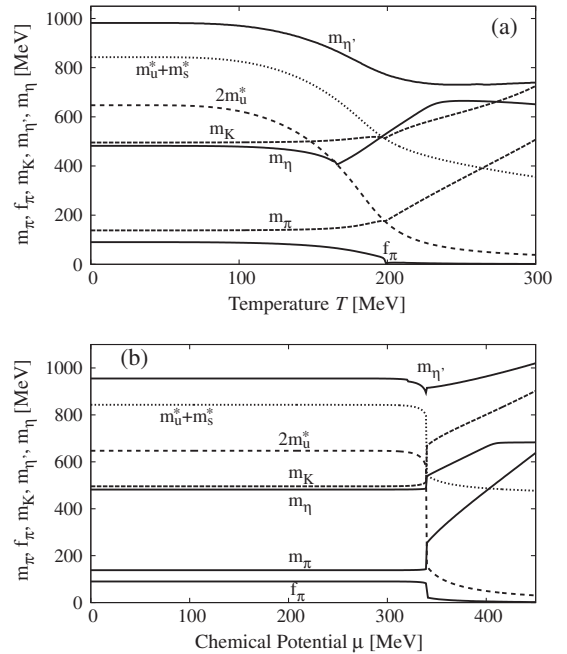 (a)
m_π, f_π, m_K, m_η', m_η [MeV]
1000
800
600
400
200
0
m_η'
m_u^*+m_s^*
2m_u^*
m_K
m_η
m_π
f_π
0 100 200 300
Temperature T [MeV]
(b)
m_π, f_π, m_K, m_η', m_η [MeV]
1000
800
600
400
200
0
m_η'
m_u^*+m_s^*
2m_u^*
m_K
m_η
m_π
f_π
0 100 200 300 400
Chemical Potential μ [MeV]